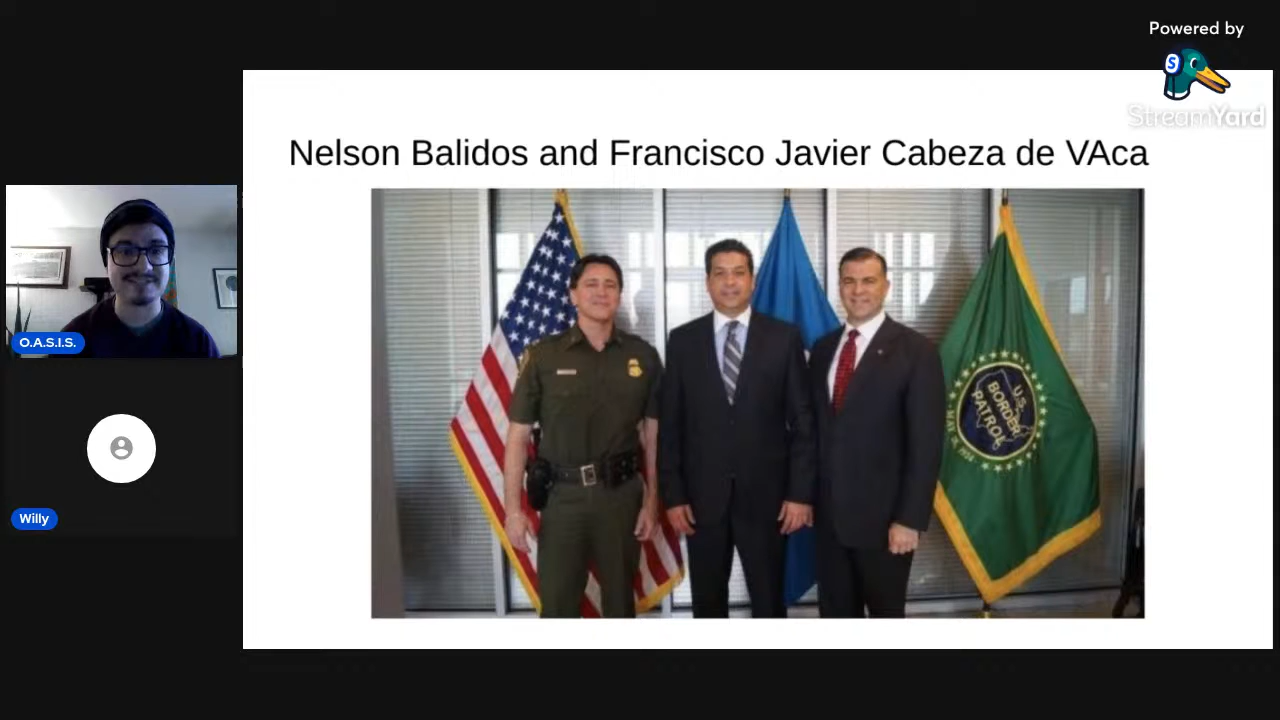 Powered by
StreamYard
Nelson Balidos and Francisco Javier Cabeza de VAca
U.S.
BORDER
PATROL
O.A.S.I.S.
Willy